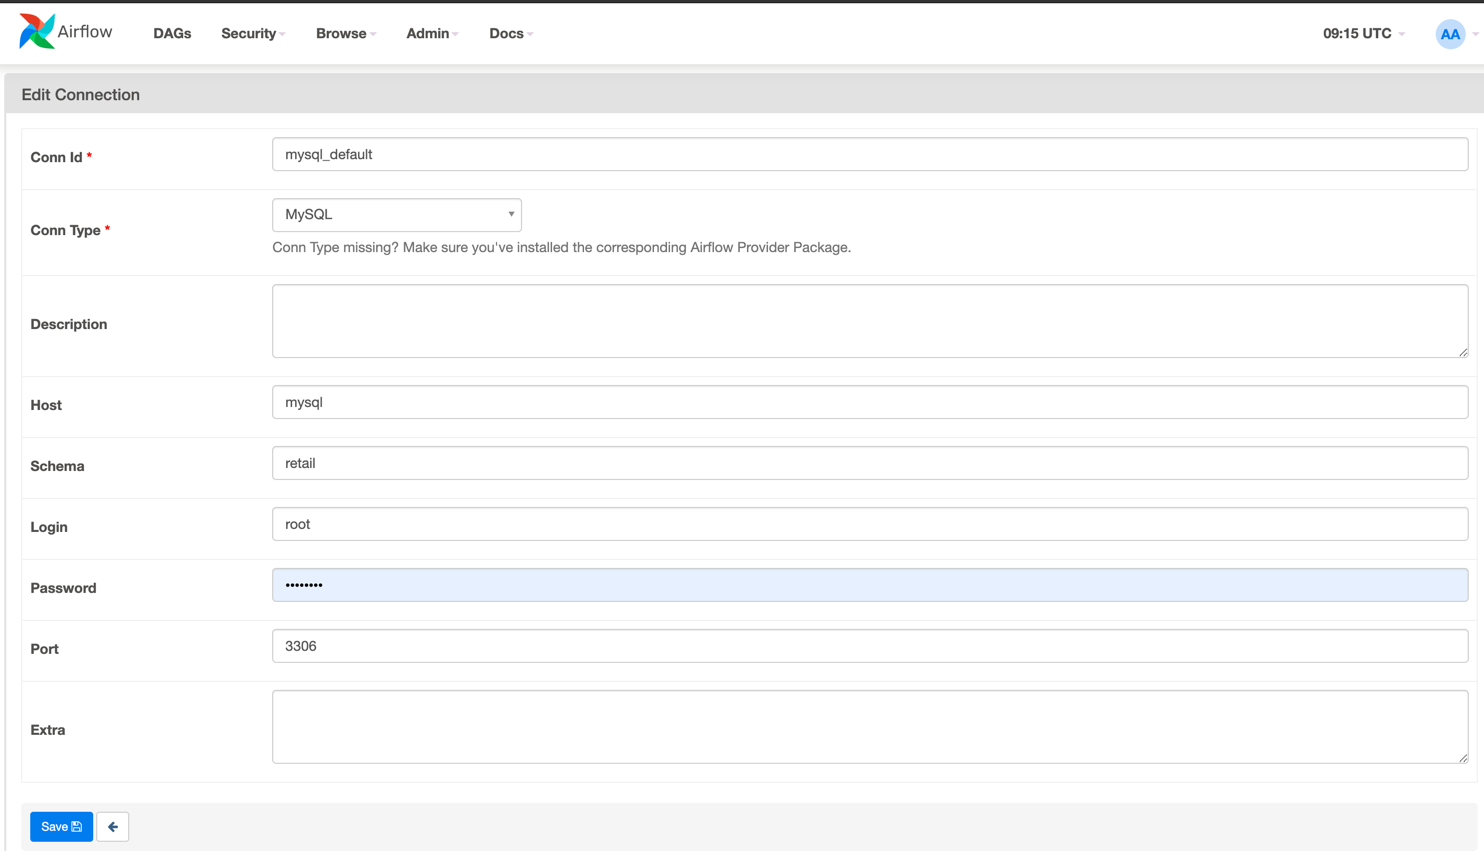 Airflow DAGs Security Browse Admin Docs 09:15 UTC AA
Edit Connection
Conn Id * mysql_default
Conn Type * MySQL
Conn Type missing? Make sure you've installed the corresponding Airflow Provider Package.
Description
Host mysql
Schema retail
Login root
Password ••••••••
Port 3306
Extra
Save